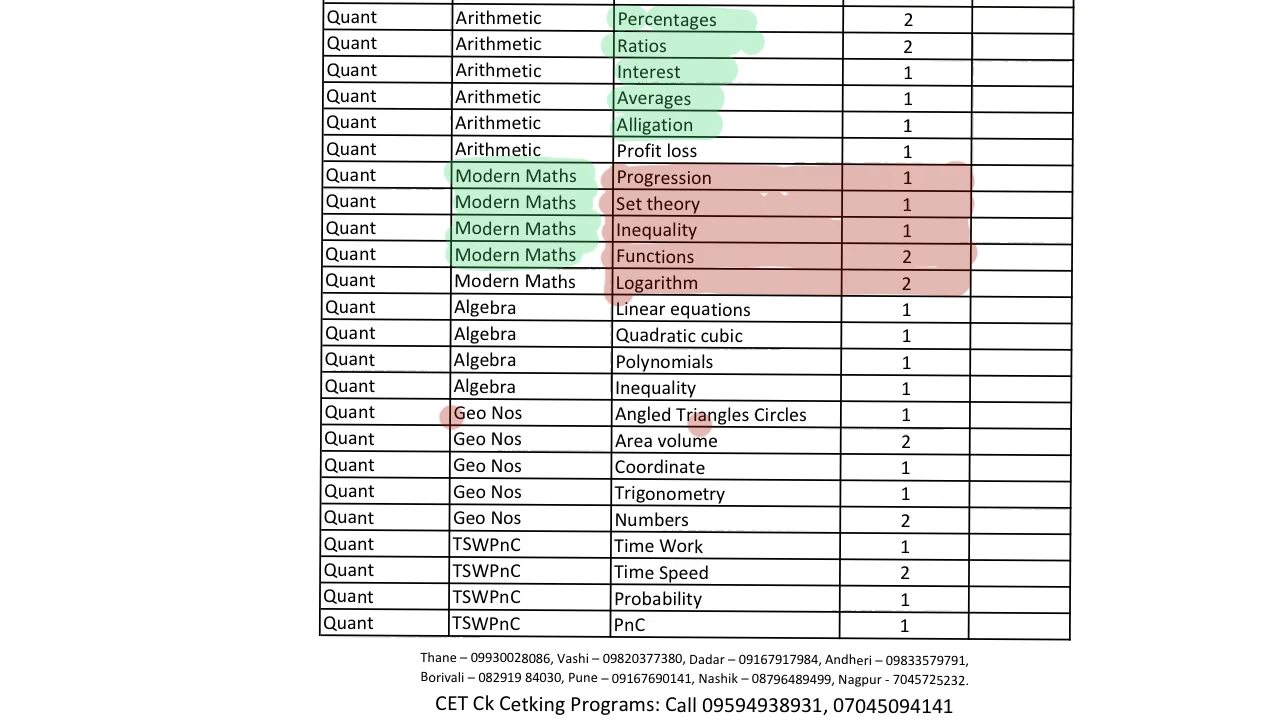 Quant Arithmetic Percentages 2
Quant Arithmetic Ratios 2
Quant Arithmetic Interest 1
Quant Arithmetic Averages 1
Quant Arithmetic Alligation 1
Quant Arithmetic Profit loss 1
Quant Modern Maths Progression 1
Quant Modern Maths Set theory 1
Quant Modern Maths Inequality 1
Quant Modern Maths Functions 2
Quant Modern Maths Logarithm 2
Quant Algebra Linear equations 1
Quant Algebra Quadratic cubic 1
Quant Algebra Polynomials 1
Quant Algebra Inequality 1
Quant Geo Nos Angled Triangles Circles 1
Quant Geo Nos Area volume 2
Quant Geo Nos Coordinate 1
Quant Geo Nos Trigonometry 1
Quant Geo Nos Numbers 2
Quant TSWPnC Time Work 1
Quant TSWPnC Time Speed 2
Quant TSWPnC Probability 1
Quant TSWPnC PnC 1
Thane – 09930028086, Vashi – 09820377380, Dadar – 09167917984, Andheri – 09833579791,
Borivali – 082919 84030, Pune – 09167690141, Nashik – 08796489499, Nagpur - 7045725232.
CET Ck Cetking Programs: Call 09594938931, 07045094141